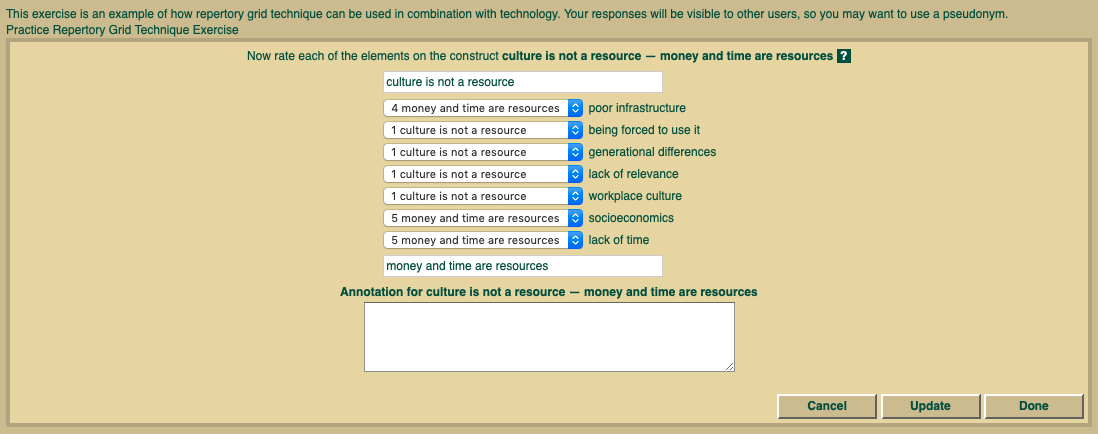 This exercise is an example of how repertory grid technique can be used in combination with technology. Your responses will be visible to other users, so you may want to use a pseudonym.
Practice Repertory Grid Technique Exercise
Now rate each of the elements on the construct culture is not a resource — money and time are resources ?
culture is not a resource
4 money and time are resources poor infrastructure
1 culture is not a resource being forced to use it
1 culture is not a resource generational differences
1 culture is not a resource lack of relevance
1 culture is not a resource workplace culture
5 money and time are resources socioeconomics
5 money and time are resources lack of time
money and time are resources
Annotation for culture is not a resource — money and time are resources
Cancel Update Done